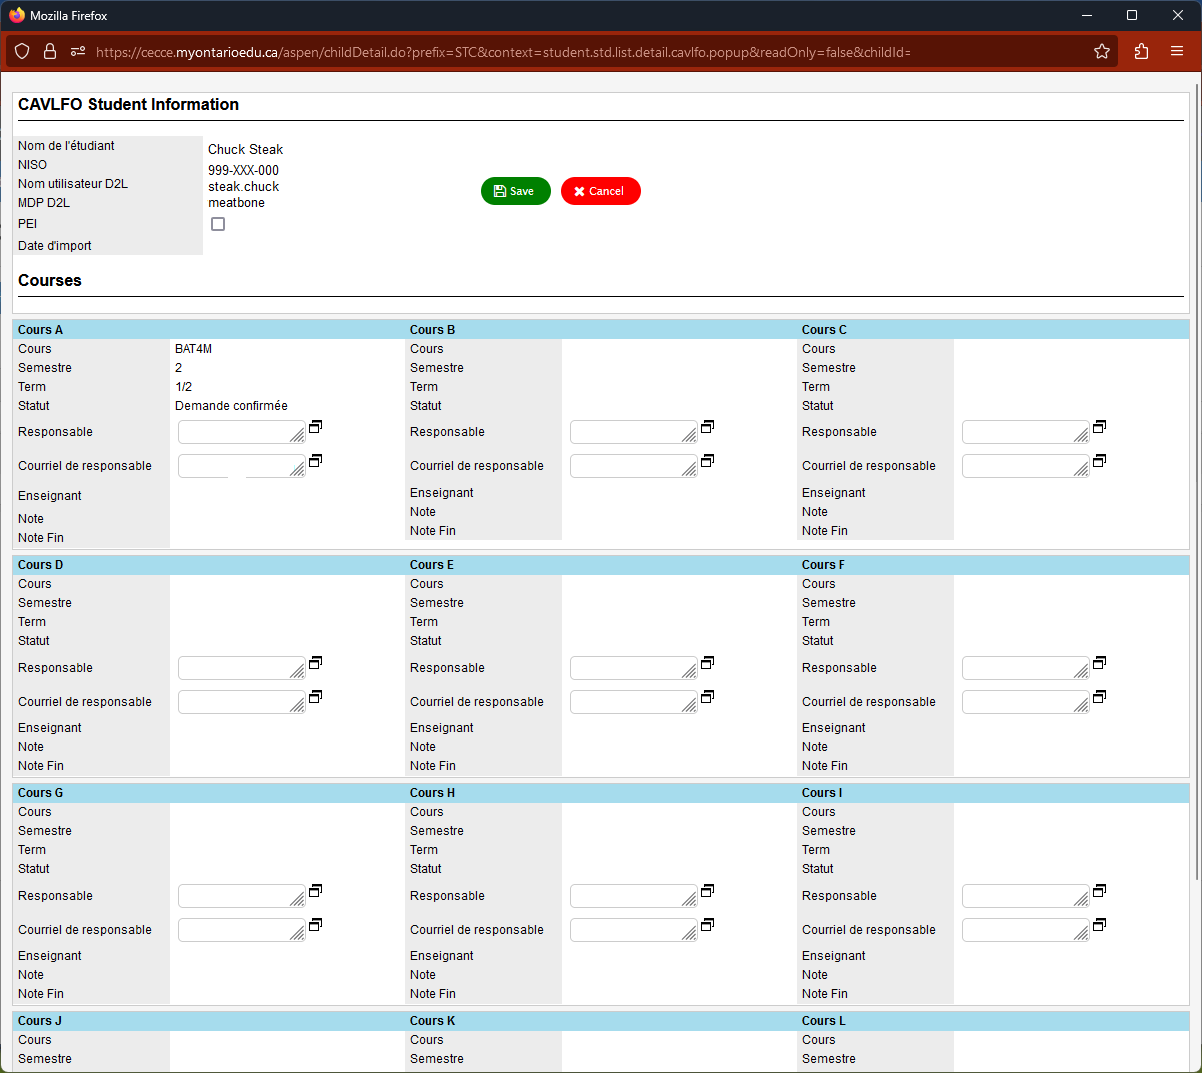 Mozilla Firefox
https://cecce.myontarioedu.ca/aspen/childDetail.do?prefix=STC&context=student.std.list.detail.cavlfo.popup&readOnly=false&childId=
CAVLFO Student Information
Nom de l'étudiant Chuck Steak
NISO 999-XXX-000
Nom utilisateur D2L steak.chuck
MDP D2L meatbone
Save Cancel
PEI
Date d'import
Courses
Cours A Cours B Cours C
Cours BAT4M Cours Cours
Semestre 2 Semestre Semestre
Term 1/2 Term Term
Statut Demande confirmée Statut Statut
Responsable Responsable Responsable
Courriel de responsable Courriel de responsable Courriel de responsable
Enseignant Enseignant Enseignant
Note Note Note
Note Fin Note Fin Note Fin
Cours D Cours E Cours F
Cours Cours Cours
Semestre Semestre Semestre
Term Term Term
Statut Statut Statut
Responsable Responsable Responsable
Courriel de responsable Courriel de responsable Courriel de responsable
Enseignant Enseignant Enseignant
Note Note Note
Note Fin Note Fin Note Fin
Cours G Cours H Cours I
Cours Cours Cours
Semestre Semestre Semestre
Term Term Term
Statut Statut Statut
Responsable Responsable Responsable
Courriel de responsable Courriel de responsable Courriel de responsable
Enseignant Enseignant Enseignant
Note Note Note
Note Fin Note Fin Note Fin
Cours J Cours K Cours L
Cours Cours Cours
Semestre Semestre Semestre